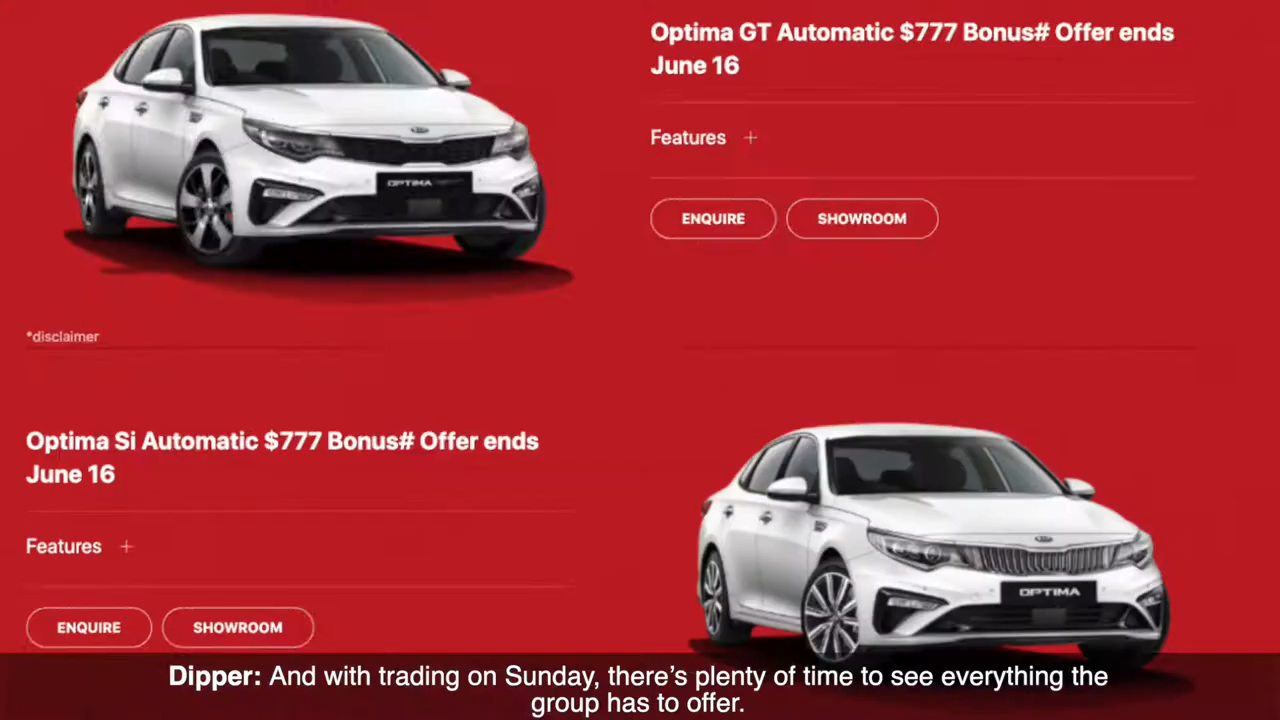 Optima GT Automatic $777 Bonus# Offer ends
June 16
Features +
ENQUIRE
SHOWROOM
OPTIMA
*disclaimer
Optima Si Automatic $777 Bonus# Offer ends
June 16
Features +
ENQUIRE
SHOWROOM
OPTIMA
Dipper: And with trading on Sunday, there's plenty of time to see everything the
group has to offer.